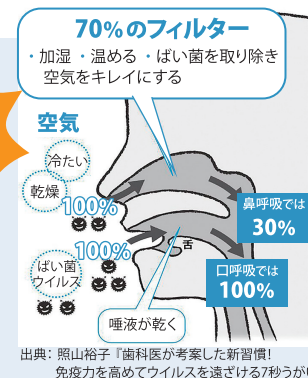 70%のフィルター
・加湿 ・温める ・ばい菌を取り除き
空気をキレイにする
空気
冷たい
乾燥
100%
100%
ばい菌
ウイルス
舌
鼻呼吸では
30%
口呼吸では
100%
唾液が乾く
出典：照山裕子『歯科医が考案した新習慣！
免疫力を高めてウイルスを遠ざける7秒うがい